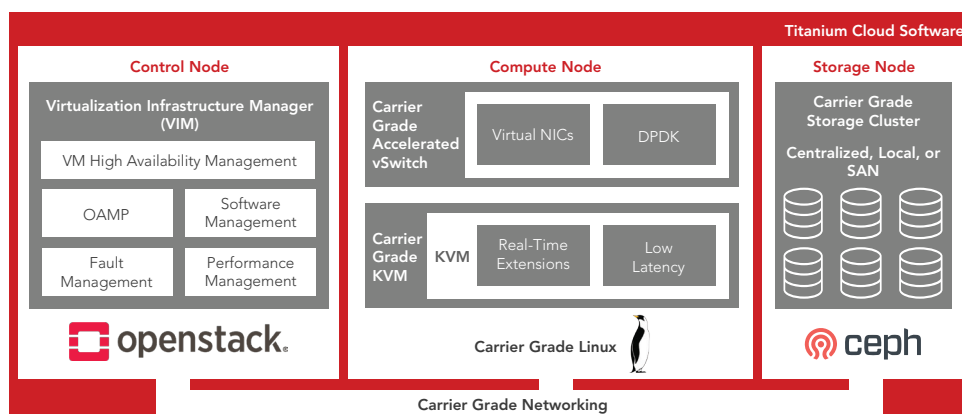 Titanium Cloud Software
Control Node
Virtualization Infrastructure Manager
(VIM)
VM High Availability Management
OAMP
Software
Management
Fault
Management
Performance
Management
openstack.
Compute Node
Carrier
Grade
Accelerated
vSwitch
Virtual NICs
DPDK
Carrier
Grade
KVM
KVM
Real-Time
Extensions
Low
Latency
Carrier Grade Linux
Storage Node
Carrier Grade
Storage Cluster
Centralized, Local, or
SAN
ceph
Carrier Grade Networking